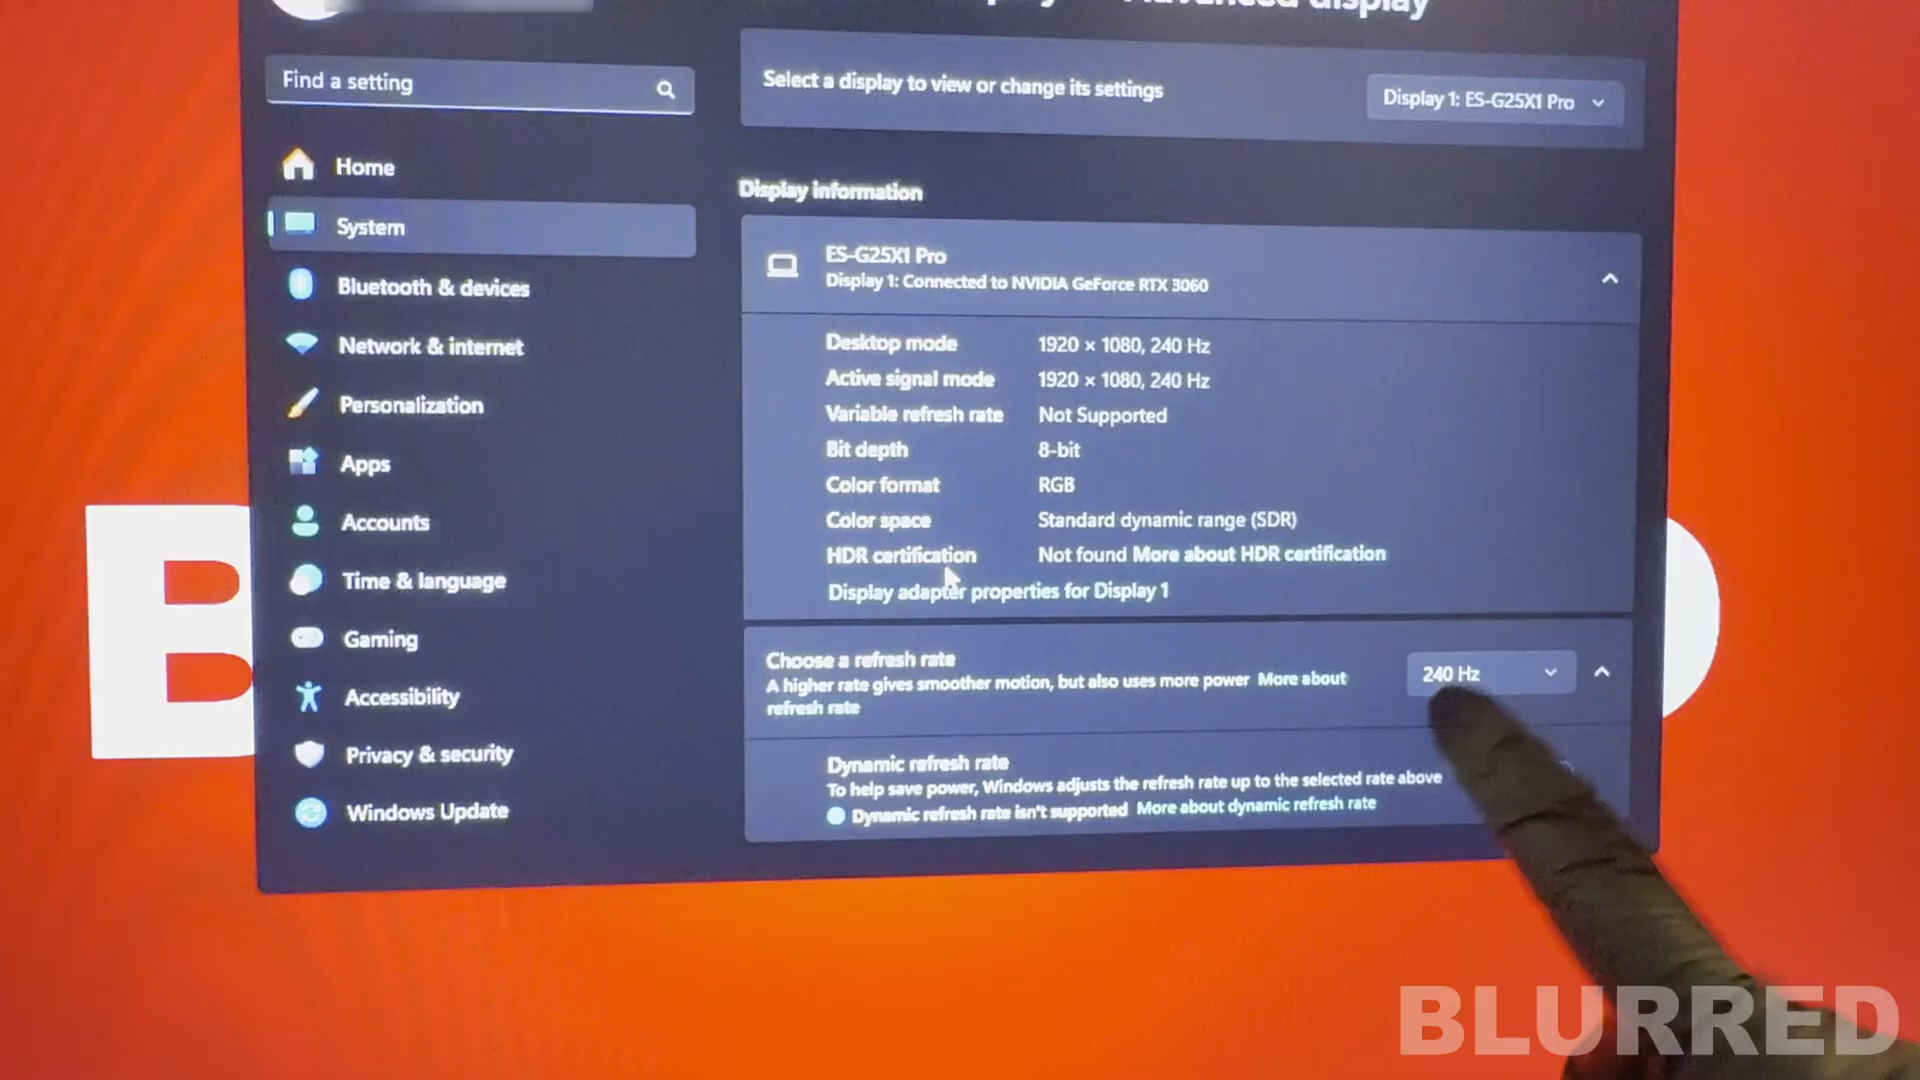 Advanced display
Find a setting
Select a display to view or change its settings
Display 1: ES-G25X1 Pro
Home
System
Bluetooth & devices
Network & internet
Personalization
Apps
Accounts
Time & language
Gaming
Accessibility
Privacy & security
Windows Update
Display information
ES-G25X1 Pro
Display 1: Connected to NVIDIA GeForce RTX 3060
Desktop mode 1920 × 1080, 240 Hz
Active signal mode 1920 × 1080, 240 Hz
Variable refresh rate Not Supported
Bit depth 8-bit
Color format RGB
Color space Standard dynamic range (SDR)
HDR certification Not found More about HDR certification
Display adapter properties for Display 1
Choose a refresh rate
A higher rate gives smoother motion, but also uses more power More about
refresh rate
240 Hz
Dynamic refresh rate
To help save power, Windows adjusts the refresh rate up to the selected rate above
Dynamic refresh rate isn't supported More about dynamic refresh rate
B
BLURRED